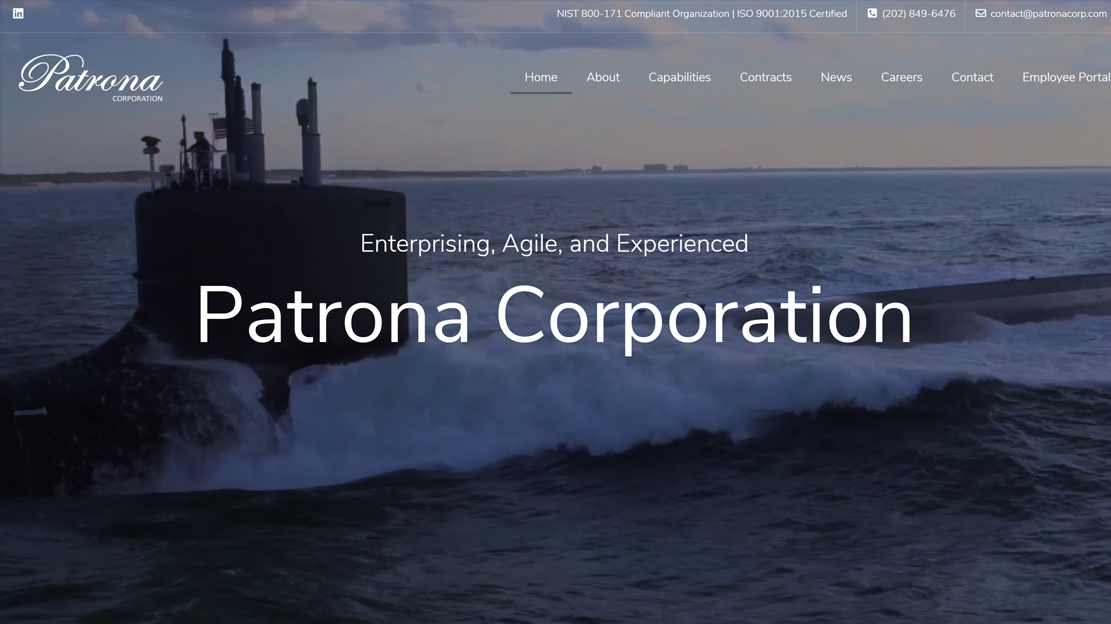 NIST 800-171 Compliant Organization | ISO 9001:2015 Certified
(202) 849-6476
contact@patronacorp.com
Patrona
CORPORATION
Home
About
Capabilities
Contracts
News
Careers
Contact
Employee Portal
Enterprising, Agile, and Experienced
Patrona Corporation